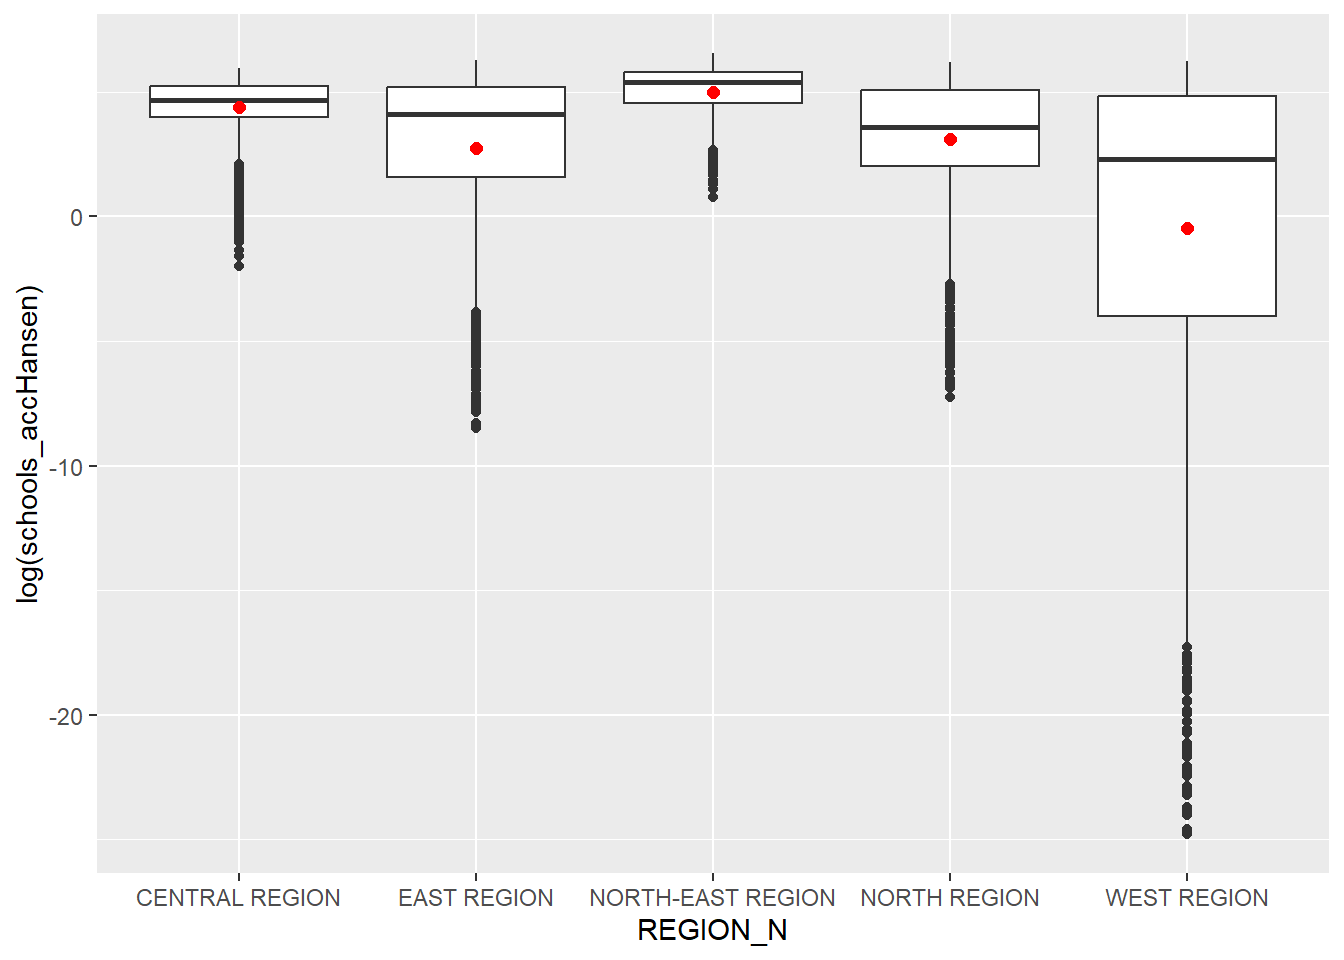 0
-10
-20
log(schools_accHansen)
CENTRAL REGION
EAST REGION
NORTH-EAST REGION
NORTH REGION
WEST REGION
REGION_N